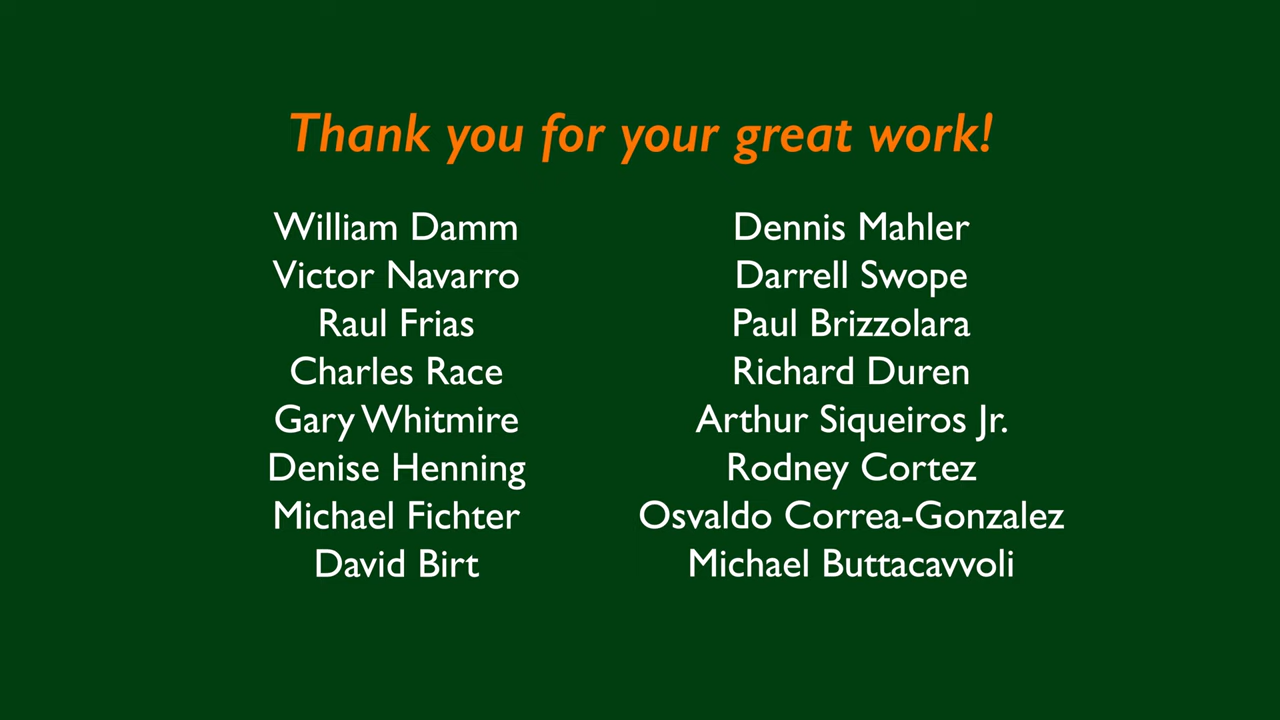 Thank you for your great work!
William Damm
Victor Navarro
Raul Frias
Charles Race
Gary Whitmire
Denise Henning
Michael Fichter
David Birt
Dennis Mahler
Darrell Swope
Paul Brizzolara
Richard Duren
Arthur Siqueiros Jr.
Rodney Cortez
Osvaldo Correa-Gonzalez
Michael Buttacavvoli